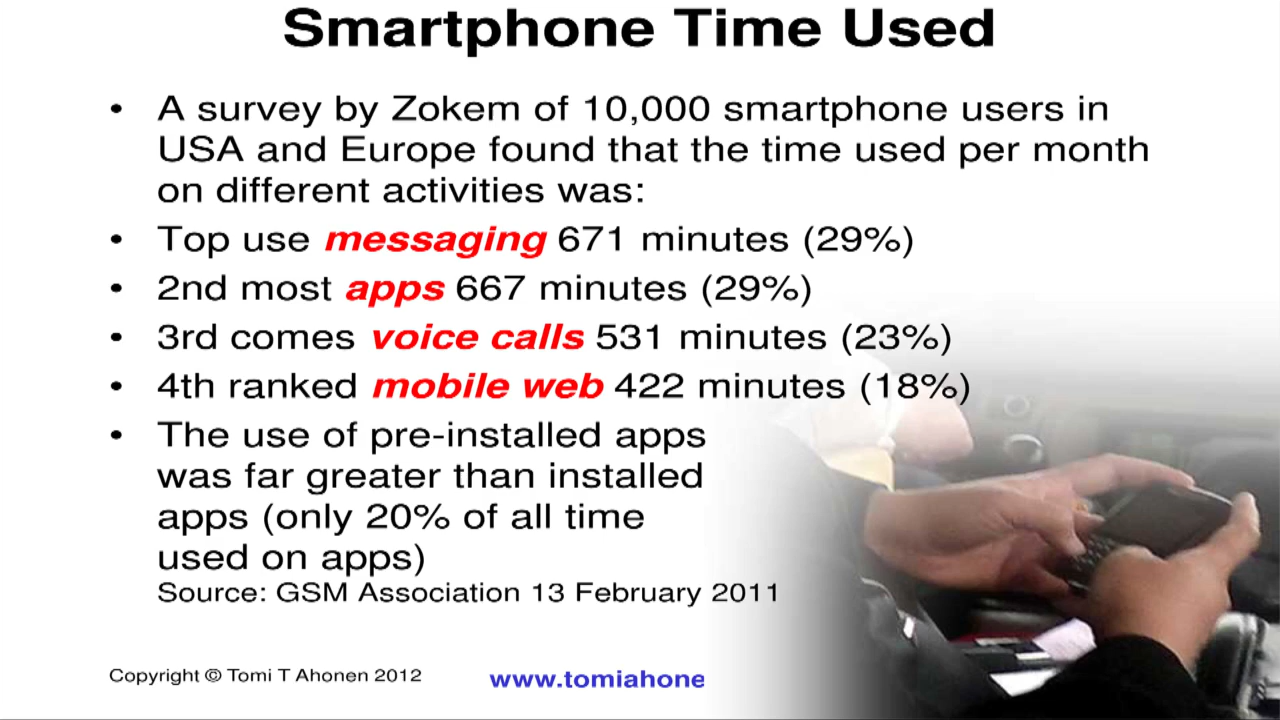 Smartphone Time Used
• A survey by Zokem of 10,000 smartphone users in
USA and Europe found that the time used per month
on different activities was:
• Top use messaging 671 minutes (29%)
• 2nd most apps 667 minutes (29%)
• 3rd comes voice calls 531 minutes (23%)
• 4th ranked mobile web 422 minutes (18%)
• The use of pre-installed apps
was far greater than installed
apps (only 20% of all time
used on apps)
Source: GSM Association 13 February 2011
Copyright © Tomi T Ahonen 2012
www.tomiahone